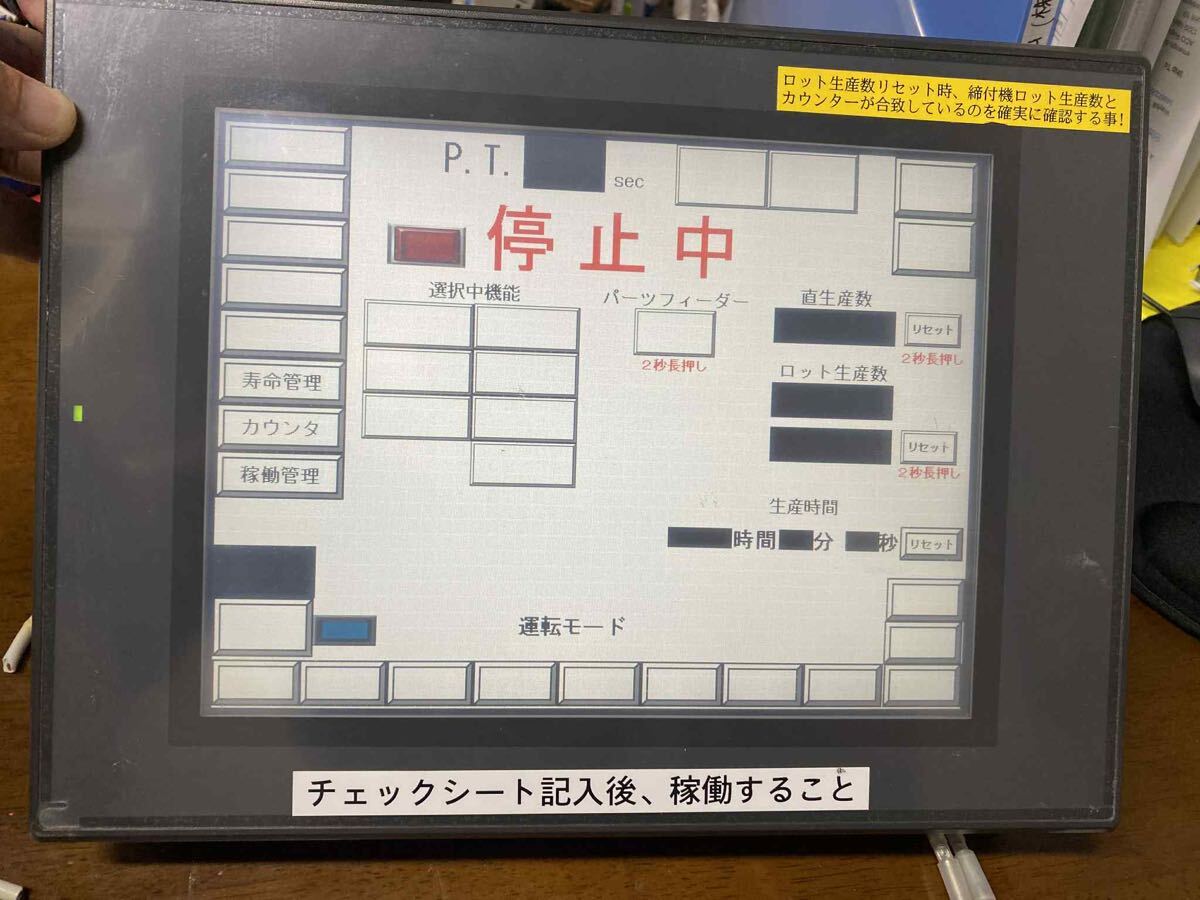 ロット生産数リセット時、締付機ロット生産数と
カウンターが合致しているのを確実に確認する事!
P.T. sec
停止中
選択中機能
パーツフィーダー
2秒長押し
直生産数
リセット
2秒長押し
ロット生産数
リセット
2秒長押し
寿命管理
カウンタ
稼働管理
生産時間
時間 分 秒 リセット
運転モード
チェックシート記入後、稼働すること